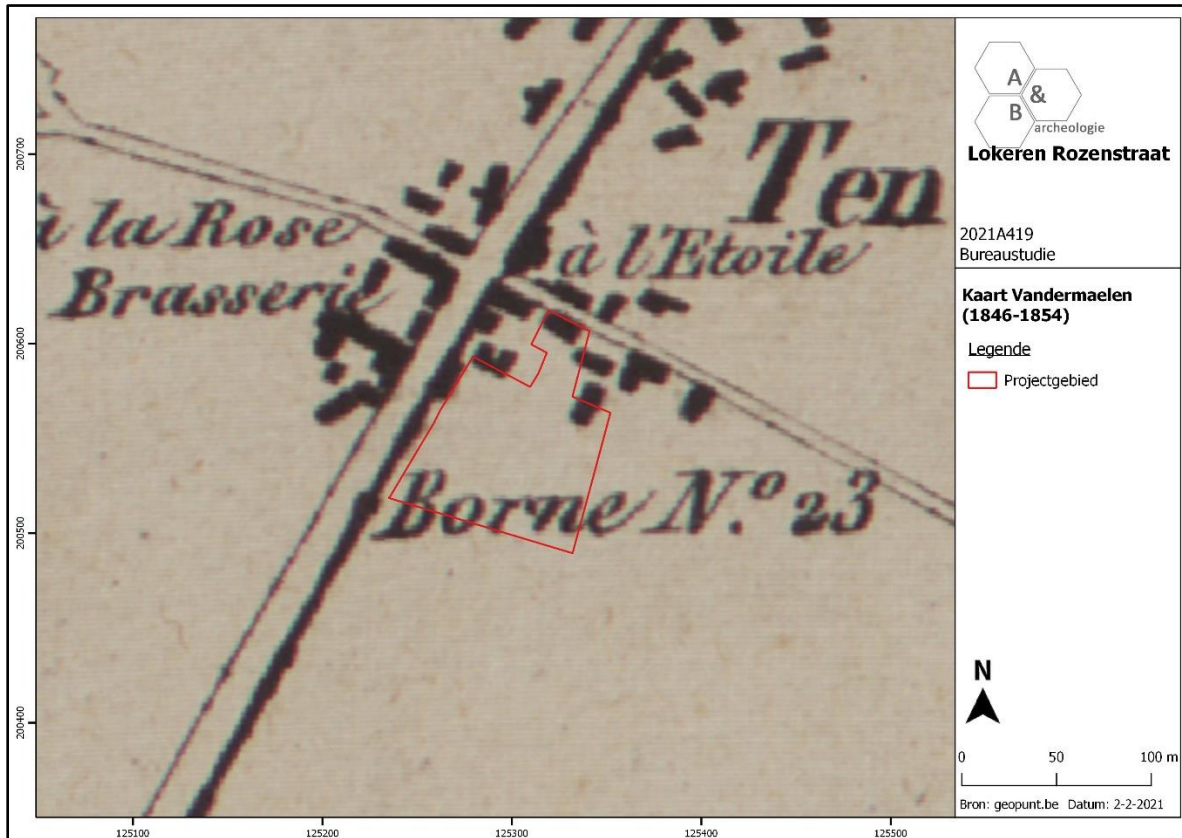 Ten
à la Rose
Brasserie
à l'Etoile
Borne N.º 23
200700
200600
200500
200400
125100
125200
125300
125400
125500
A
&
B
archeologie
Lokeren Rozenstraat
2021A419
Bureaustudie
Kaart Vandermaelen
(1846-1854)
Legende
Projectgebied
N
0 50 100 m
Bron: geopunt.be Datum: 2-2-2021